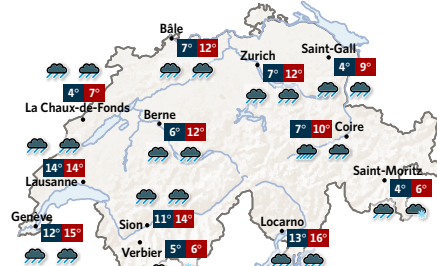 Bâle
7° 12°
Zurich
7° 12°
Saint-Gall
4° 9°
4° 7°
La Chaux-de-Fonds
Berne
6° 12°
7° 10°
Coire
14° 14°
Lausanne
Saint-Moritz
4° 6°
Genève
12° 15°
Sion
11° 14°
Locarno
13° 16°
Verbier
5° 6°